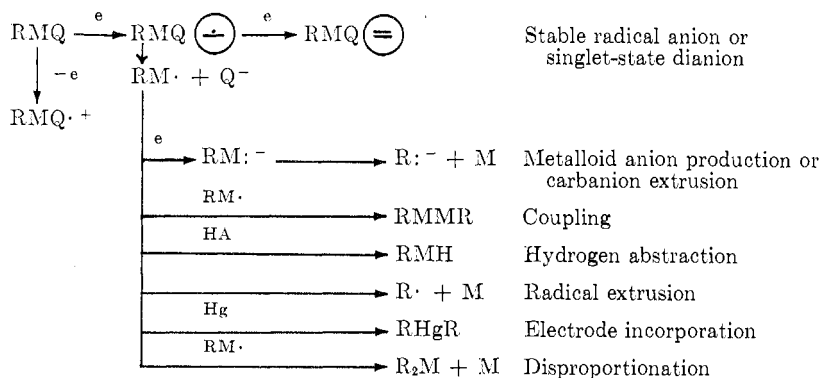 e e
RMQ RMQ ∸ RMQ = Stable radical anion or
singlet-state dianion
−e RM· + Q⁻
RMQ·⁺
e
RM:⁻ R:⁻ + M Metalloid anion production or
carbanion extrusion
RM·
RMMR Coupling
HA
RMH Hydrogen abstraction
R· + M Radical extrusion
Hg
RHgR Electrode incorporation
RM·
R₂M + M Disproportionation